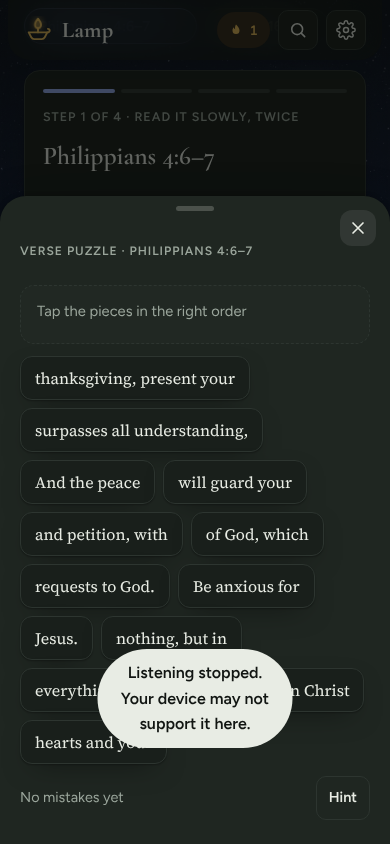 Lamp
1
STEP 1 OF 4 · READ IT SLOWLY, TWICE
Philippians 4:6–7
VERSE PUZZLE · PHILIPPIANS 4:6–7
Tap the pieces in the right order
thanksgiving, present your
surpasses all understanding,
And the peace will guard your
and petition, with of God, which
requests to God. Be anxious for
Jesus. nothing, but in
Christ
hearts and
Listening stopped.
Your device may not
support it here.
No mistakes yet Hint